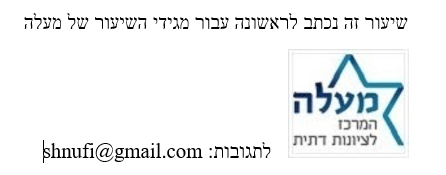 שיעור זה נכתב לראשונה עבור מגידי השיעור של מעלה
מעלה
המרכז
לציונות דתית
לתגובות: shnufi@gmail.com